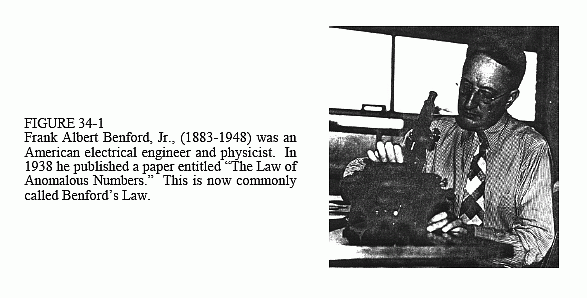 FIGURE 34-1
Frank Albert Benford, Jr., (1883-1948) was an
American electrical engineer and physicist. In
1938 he published a paper entitled “The Law of
Anomalous Numbers.” This is now commonly
called Benford’s Law.